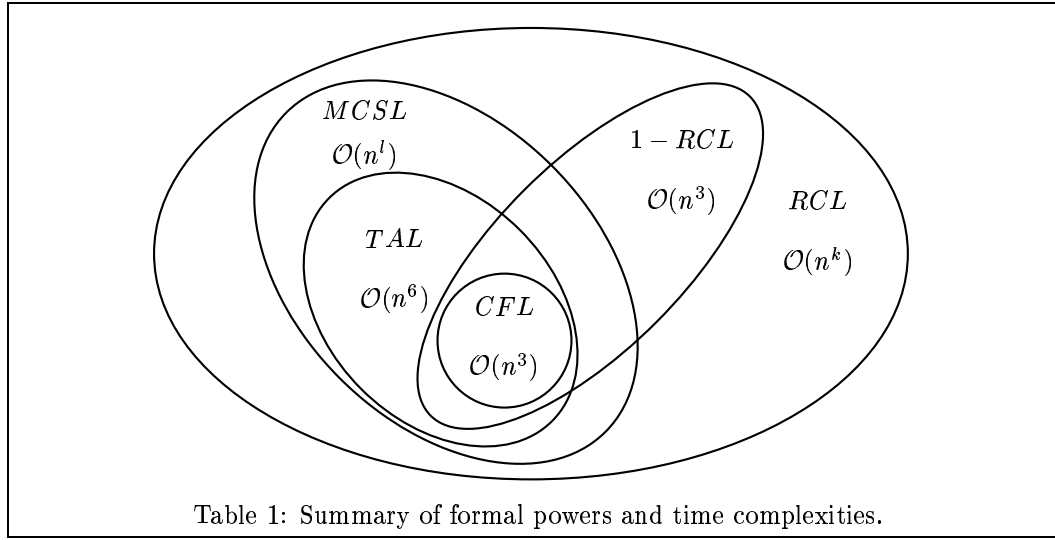 MCSL
𝒪(n^l)
1 − RCL
𝒪(n^3)
RCL
𝒪(n^k)
TAL
𝒪(n^6)
CFL
𝒪(n^3)
Table 1: Summary of formal powers and time complexities.